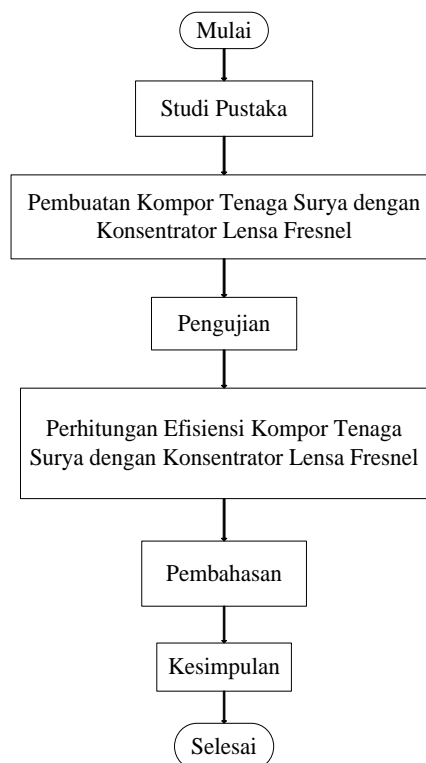 Mulai
Studi Pustaka
Pembuatan Kompor Tenaga Surya dengan
Konsentrator Lensa Fresnel
Pengujian
Perhitungan Efisiensi Kompor Tenaga
Surya dengan Konsentrator Lensa Fresnel
Pembahasan
Kesimpulan
Selesai